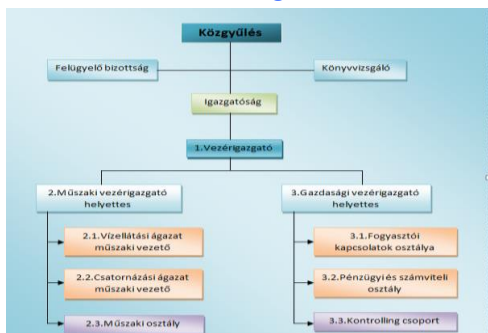 Közgyűlés
Felügyelő bizottság
Könyvvizsgáló
Igazgatóság
1.Vezérigazgató
2.Műszaki vezérigazgató
helyettes
3.Gazdasági vezérigazgató
helyettes
2.1.Vízellátási ágazat
műszaki vezető
3.1.Fogyasztói
kapcsolatok osztálya
2.2.Csatornázási ágazat
műszaki vezető
3.2.Pénzügyi és számviteli
osztály
2.3.Műszaki osztály
3.3.Kontrolling csoport